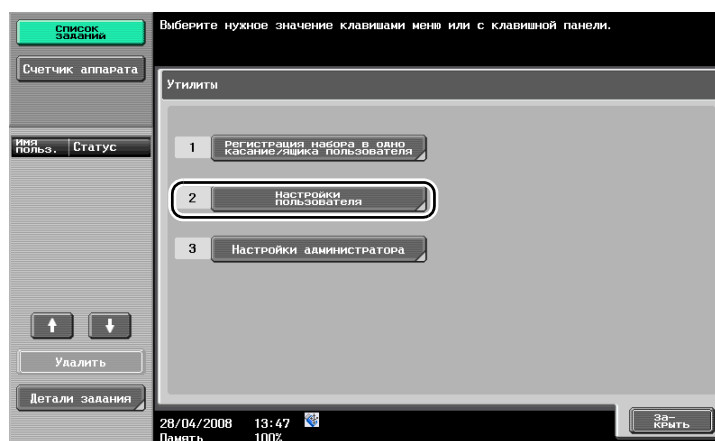 Список
заданий
Выберите нужное значение клавишами меню или с клавишной панели.
Счетчик аппарата
Утилиты
Имя
польз.
Статус
1
Регистрация набора в одно
касание/ящика пользователя
2
Настройки
пользователя
3
Настройки администратора
Удалить
Детали задания
28/04/2008 13:47
Память 100%
За-
крыть